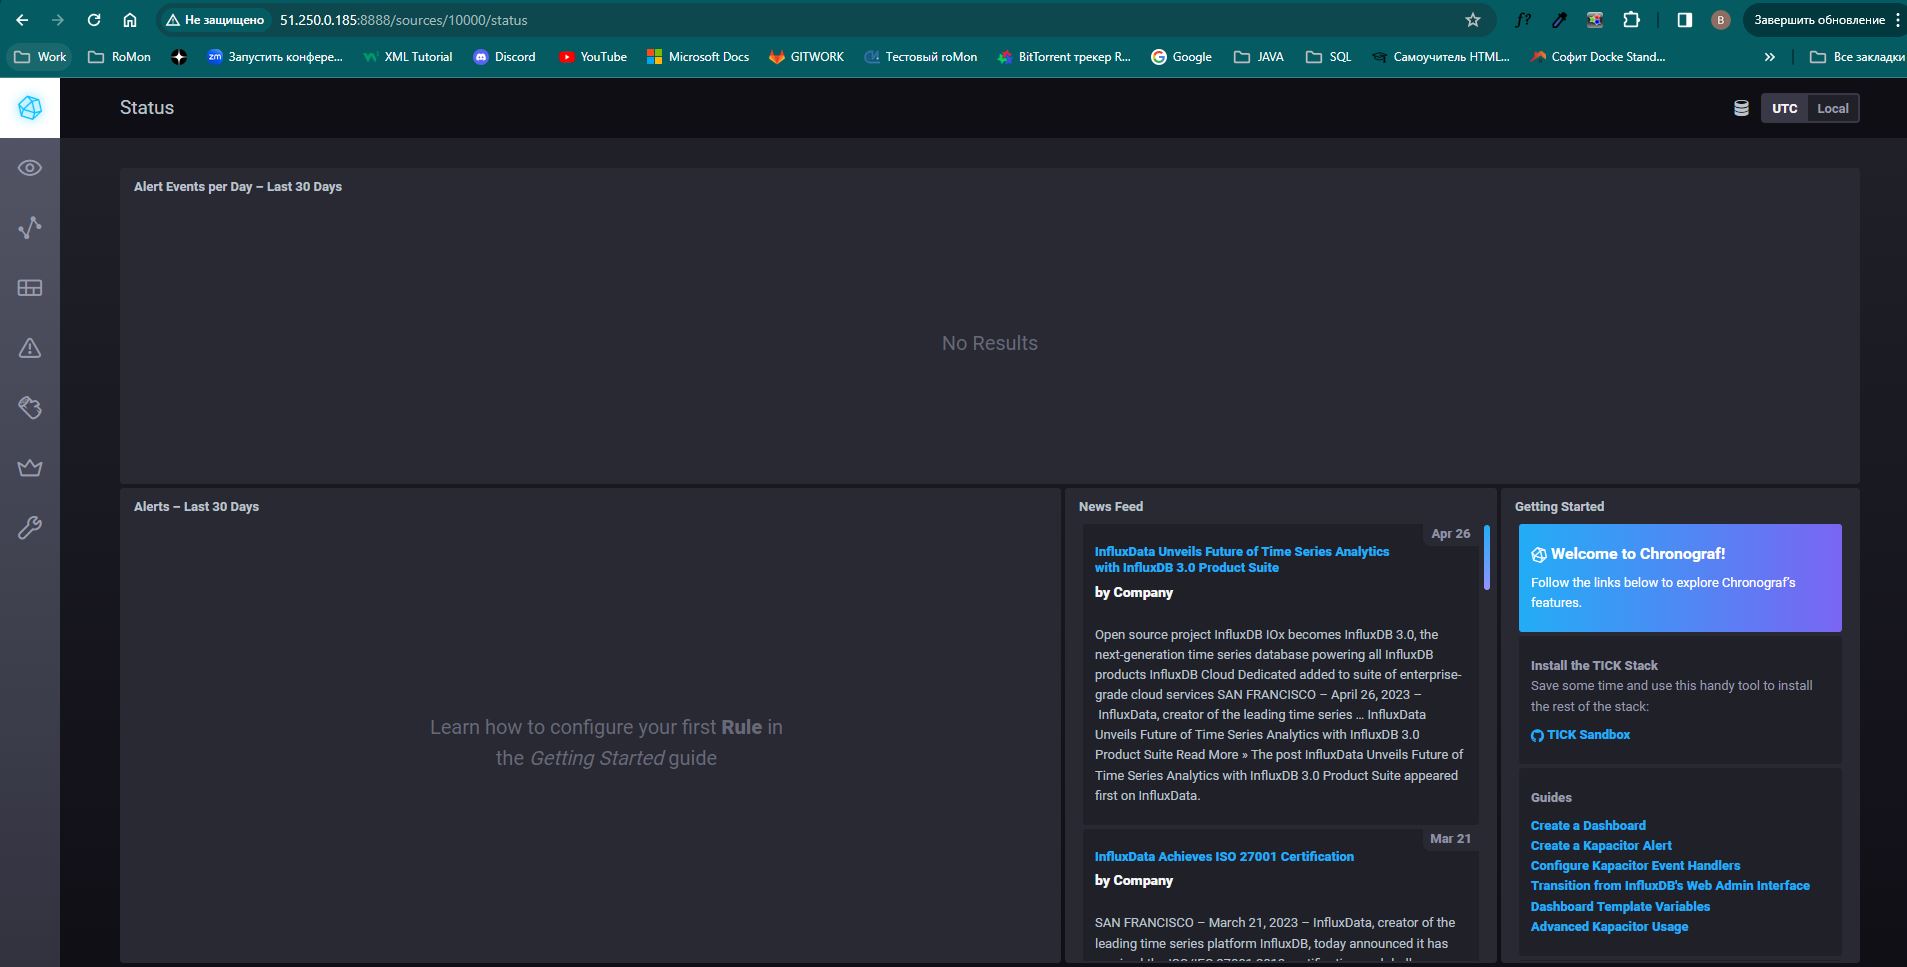 Не защищено 51.250.0.185:8888/sources/10000/status f? В Завершить обновление
Work RoMon zm Запустить конфере... XML Tutorial Discord YouTube Microsoft Docs GITWORK Тестовый roMon BitTorrent трекер R... Google JAVA SQL Самоучитель HTML... Софит Docke Stand... » Все закладки
Status
UTC Local
Alert Events per Day – Last 30 Days
No Results
Alerts – Last 30 Days
Learn how to configure your first Rule in
the Getting Started guide
News Feed
Apr 26
InfluxData Unveils Future of Time Series Analytics
with InfluxDB 3.0 Product Suite
by Company
Open source project InfluxDB IOx becomes InfluxDB 3.0, the
next-generation time series database powering all InfluxDB
products InfluxDB Cloud Dedicated added to suite of enterprise-
grade cloud services SAN FRANCISCO – April 26, 2023 –
InfluxData, creator of the leading time series … InfluxData
Unveils Future of Time Series Analytics with InfluxDB 3.0
Product Suite Read More » The post InfluxData Unveils Future of
Time Series Analytics with InfluxDB 3.0 Product Suite appeared
first on InfluxData.
Mar 21
InfluxData Achieves ISO 27001 Certification
by Company
SAN FRANCISCO – March 21, 2023 – InfluxData, creator of the
leading time series platform InfluxDB, today announced it has
Getting Started
Welcome to Chronograf!
Follow the links below to explore Chronograf's
features.
Install the TICK Stack
Save some time and use this handy tool to install
the rest of the stack:
TICK Sandbox
Guides
Create a Dashboard
Create a Kapacitor Alert
Configure Kapacitor Event Handlers
Transition from InfluxDB's Web Admin Interface
Dashboard Template Variables
Advanced Kapacitor Usage